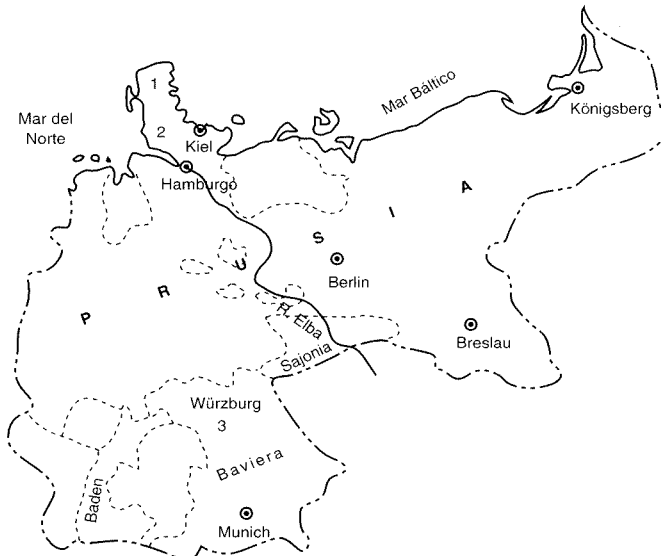 1
Mar Báltico
Königsberg
Mar del
Norte
2
Kiel
Hamburgo
P R U S I A
Berlin
R. Elba
Breslau
Sajonia
Würzburg
3
Baviera
Baden
Munich